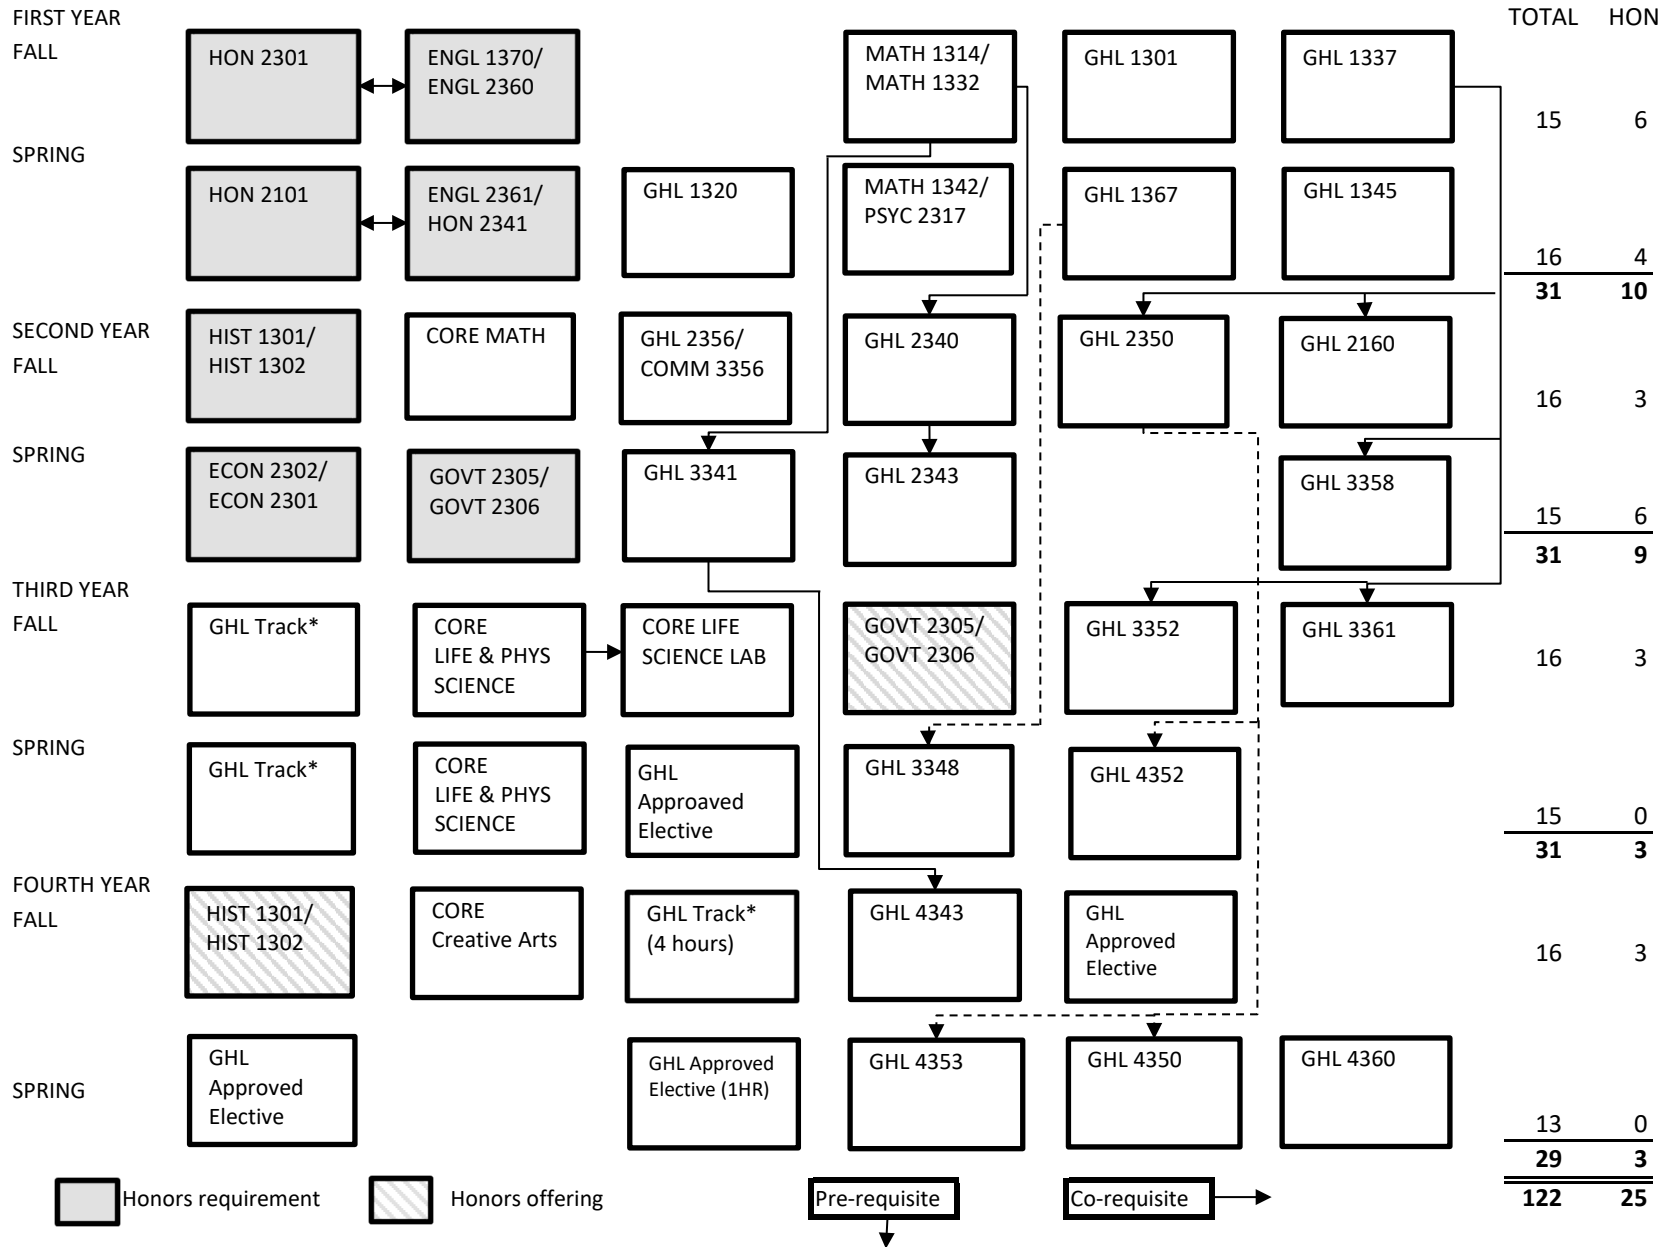 FIRST YEAR
TOTAL HON
FALL
HON 2301
ENGL 1370/
ENGL 2360
MATH 1314/
MATH 1332
GHL 1301
GHL 1337
15 6
SPRING
HON 2101
ENGL 2361/
HON 2341
GHL 1320
MATH 1342/
PSYC 2317
GHL 1367
GHL 1345
16 4
31 10
SECOND YEAR
FALL
HIST 1301/
HIST 1302
CORE MATH
GHL 2356/
COMM 3356
GHL 2340
GHL 2350
GHL 2160
16 3
SPRING
ECON 2302/
ECON 2301
GOVT 2305/
GOVT 2306
GHL 3341
GHL 2343
GHL 3358
15 6
31 9
THIRD YEAR
FALL
GHL Track*
CORE
LIFE & PHYS
SCIENCE
CORE LIFE
SCIENCE LAB
GOVT 2305/
GOVT 2306
GHL 3352
GHL 3361
16 3
SPRING
GHL Track*
CORE
LIFE & PHYS
SCIENCE
GHL
Approaved
Elective
GHL 3348
GHL 4352
15 0
31 3
FOURTH YEAR
FALL
HIST 1301/
HIST 1302
CORE
Creative Arts
GHL Track*
(4 hours)
GHL 4343
GHL
Approved
Elective
16 3
SPRING
GHL
Approved
Elective
GHL Approved
Elective (1HR)
GHL 4353
GHL 4350
GHL 4360
13 0
29 3
122 25
Honors requirement
Honors offering
Pre-requisite
Co-requisite